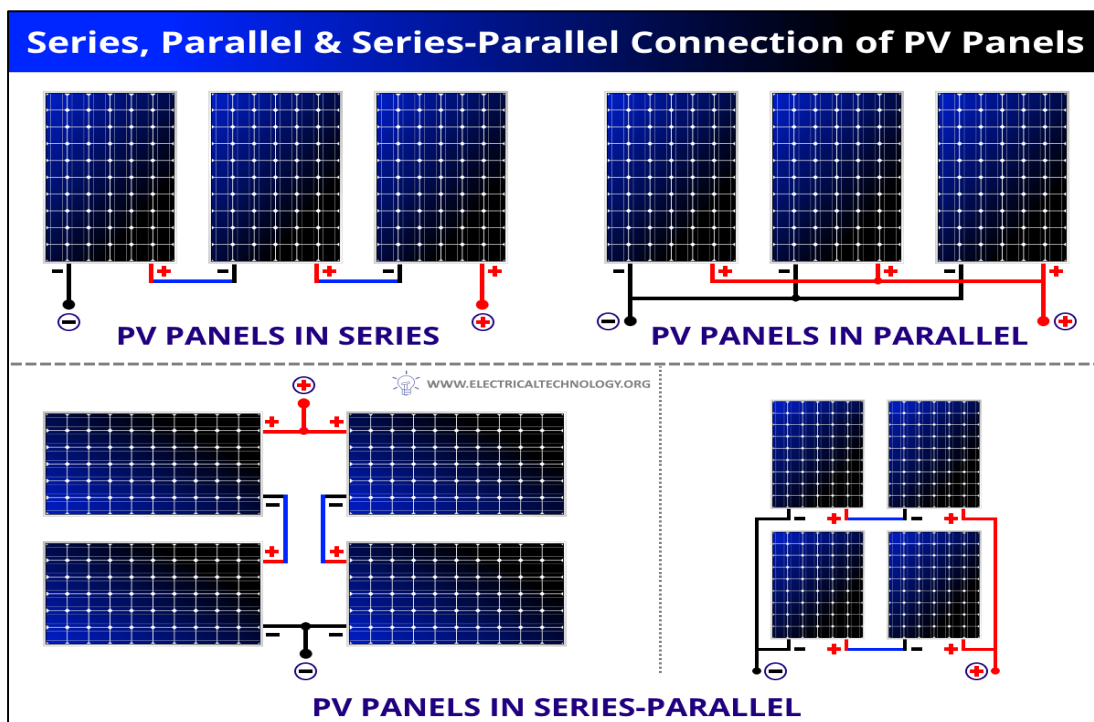 Series, Parallel & Series-Parallel Connection of PV Panels
− + − + − +
− +
PV PANELS IN SERIES
− + − + − +
− +
PV PANELS IN PARALLEL
WWW.ELECTRICALTECHNOLOGY.ORG
+
+ +
− −
+ +
− −
−
− + − +
− + − +
− +
PV PANELS IN SERIES-PARALLEL